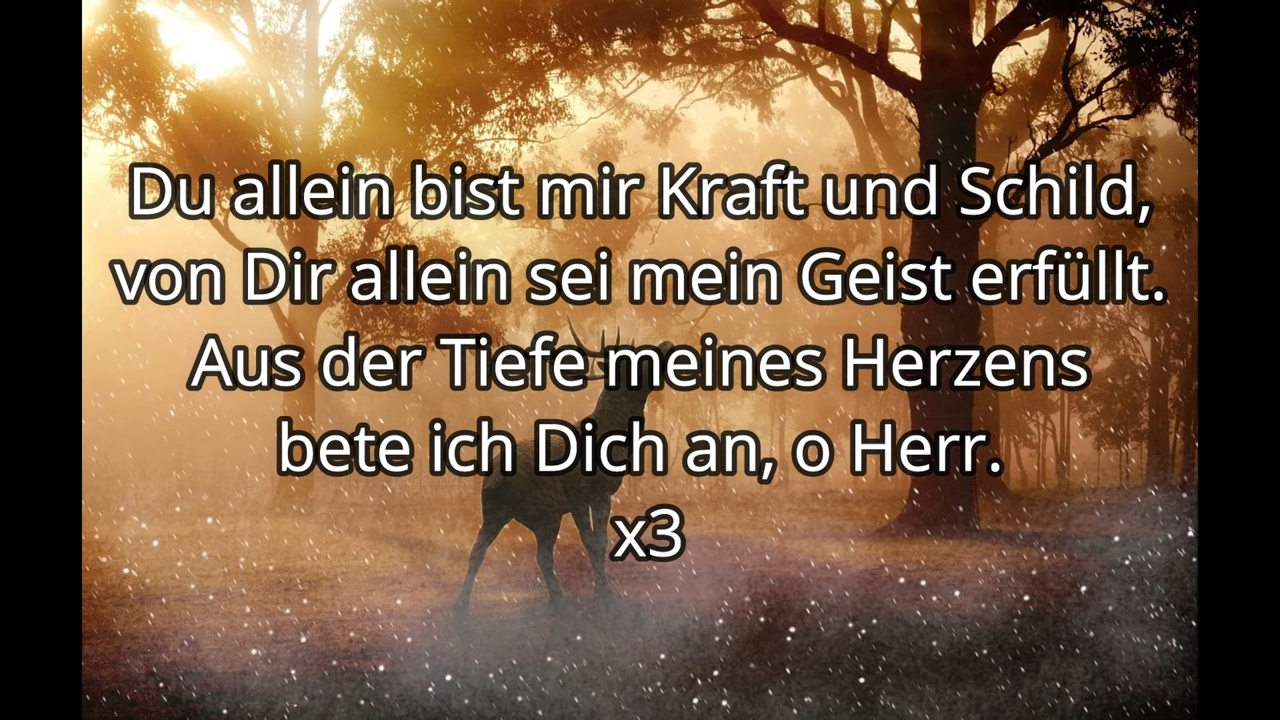 Du allein bist mir Kraft und Schild,
von Dir allein sei mein Geist erfüllt.
Aus der Tiefe meines Herzens
bete ich Dich an, o Herr.
x3